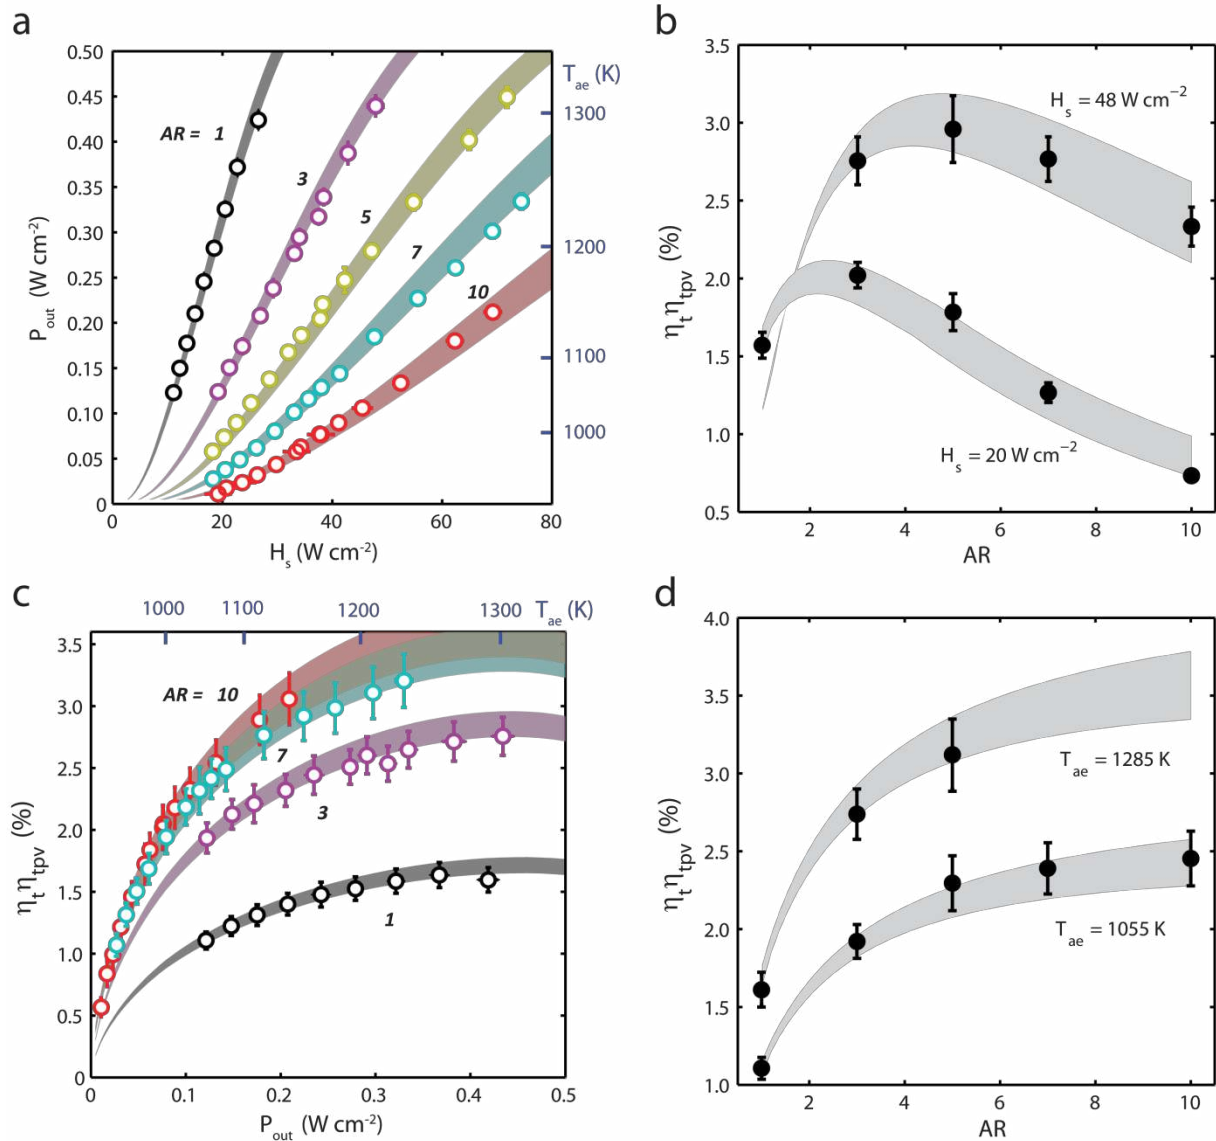 a
0.50
0.45
0.40
0.35
0.30
0.25
0.20
0.15
0.10
0.05
0
P_out (W cm⁻²)
0 20 40 60 80
H_s (W cm⁻²)
T_ae (K)
1300
1200
1100
1000
AR = 1
3
5
7
10
b
3.5
3.0
2.5
2.0
1.5
1.0
0.5
η_t η_tpv (%)
2 4 6 8 10
AR
H_s = 48 W cm⁻²
H_s = 20 W cm⁻²
c
1000 1100 1200 1300 T_ae (K)
3.5
3.0
2.5
2.0
1.5
1.0
0.5
0
η_t η_tpv (%)
0 0.1 0.2 0.3 0.4 0.5
P_out (W cm⁻²)
AR = 10
7
3
1
d
4.0
3.5
3.0
2.5
2.0
1.5
1.0
η_t η_tpv (%)
2 4 6 8 10
AR
T_ae = 1285 K
T_ae = 1055 K